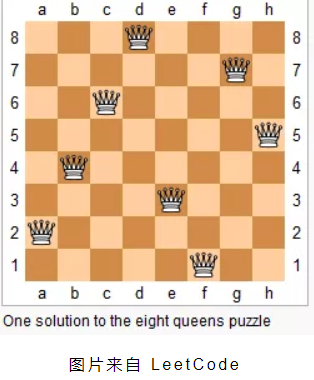 a b c d e f g h
8 8
7 7
6 6
5 5
4 4
3 3
2 2
1 1
a b c d e f g h
One solution to the eight queens puzzle
图片来自 LeetCode